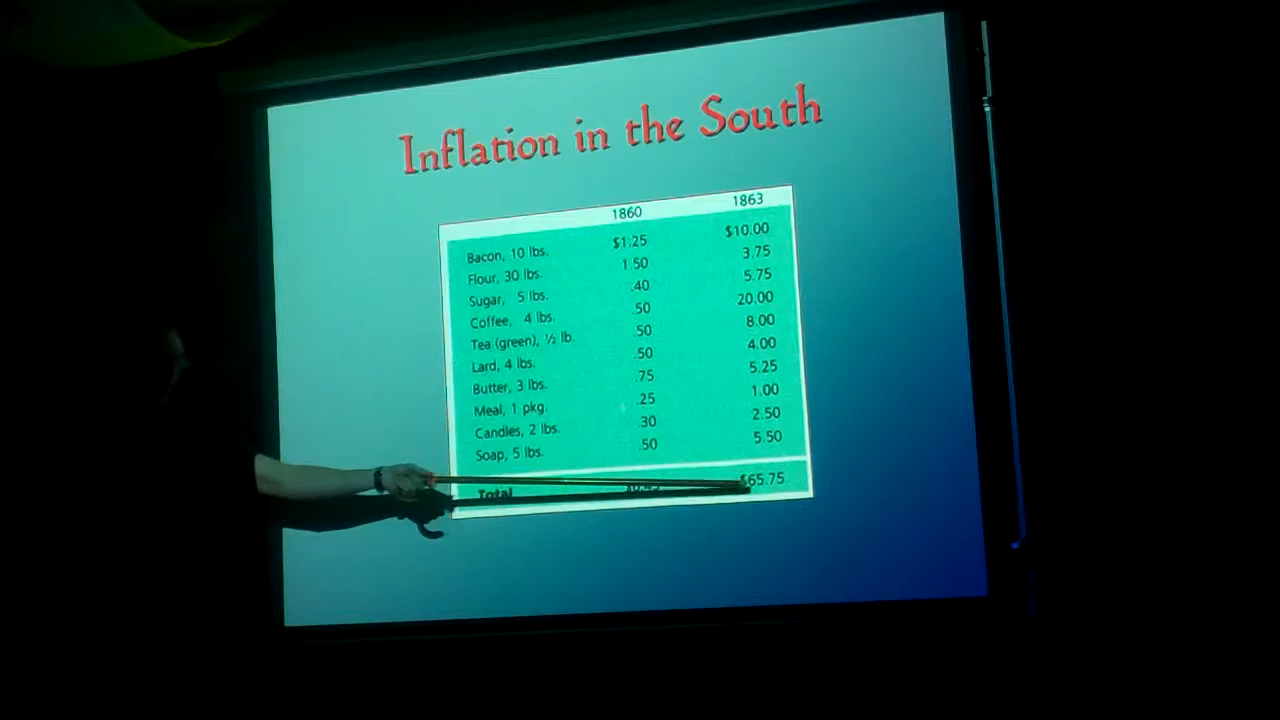 Inflation in the South
1860 1863
Bacon, 10 lbs. $1.25 $10.00
Flour, 30 lbs. 1.50 3.75
Sugar, 5 lbs. .40 5.75
Coffee, 4 lbs. .50 20.00
Tea (green), ½ lb. .50 8.00
Lard, 4 lbs. .50 4.00
Butter, 3 lbs. .75 5.25
Meal, 1 pkg. .25 1.00
Candles, 2 lbs. .30 2.50
Soap, 5 lbs. .50 5.50
Total $65.75